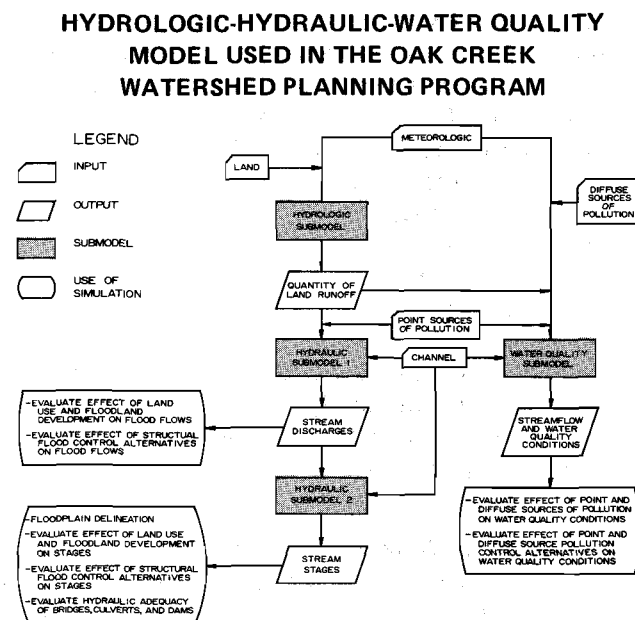 HYDROLOGIC-HYDRAULIC-WATER QUALITY
MODEL USED IN THE OAK CREEK
WATERSHED PLANNING PROGRAM
LEGEND
INPUT
OUTPUT
SUBMODEL
USE OF
SIMULATION
METEOROLOGIC
LAND
DIFFUSE
SOURCES
OF
POLLUTION
HYDROLOGIC
SUBMODEL
QUANTITY OF
LAND RUNOFF
POINT SOURCES
OF POLLUTION
HYDRAULIC
SUBMODEL 1
CHANNEL
WATER QUALITY
SUBMODEL
-EVALUATE EFFECT OF LAND
USE AND FLOODLAND
DEVELOPMENT ON FLOOD FLOWS
-EVALUATE EFFECT OF STRUCTUAL
FLOOD CONTROL ALTERNATIVES
ON FLOOD FLOWS
STREAM
DISCHARGES
STREAMFLOW
AND WATER
QUALITY
CONDITIONS
HYDRAULIC
SUBMODEL 2
-EVALUATE EFFECT OF POINT AND
DIFFUSE SOURCES OF POLLUTION
ON WATER QUALITY CONDITIONS
-EVALUATE EFFECT OF POINT AND
DIFFUSE SOURCE POLLUTION
CONTROL ALTERNATIVES ON
WATER QUALITY CONDITIONS
-FLOODPLAIN DELINEATION
-EVALUATE EFFECT OF LAND USE
AND FLOODLAND DEVELOPMENT
ON STAGES
-EVALUATE EFFECT OF STRUCTURAL
FLOOD CONTROL ALTERNATIVES
ON STAGES
-EVALUATE HYDRAULIC ADEQUACY
OF BRIDGES, CULVERTS, AND DAMS
STREAM
STAGES